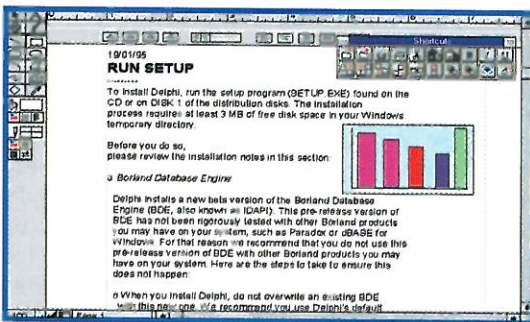 Shortcuts
19/01/95
RUN SETUP
To Install Delphi, run the setup program (SETUP.EXE) found on the
CD or on DISK 1 of the distribution disks. The installation
process requires at least 3 MB of free disk space in your Windows
temporary directory.
Before you do so,
please review the installation notes in this section:
Borland Database Engine
Delphi installs a new beta version of the Borland Database
Engine (BDE, also known as IDAPI). This pre-release version of
BDE has not been rigorously tested with other Borland products
you may have on your system, such as Paradox or dBASE for
Windows. For that reason we recommend that you do not use this
pre-release version of BDE with other Borland products you may
have on your system. Here are the steps to take to ensure this
does not happen:
When you install Delphi, do not overwrite an existing BDE
with this new one. We recommend you use Delphi's default
100
Page 1